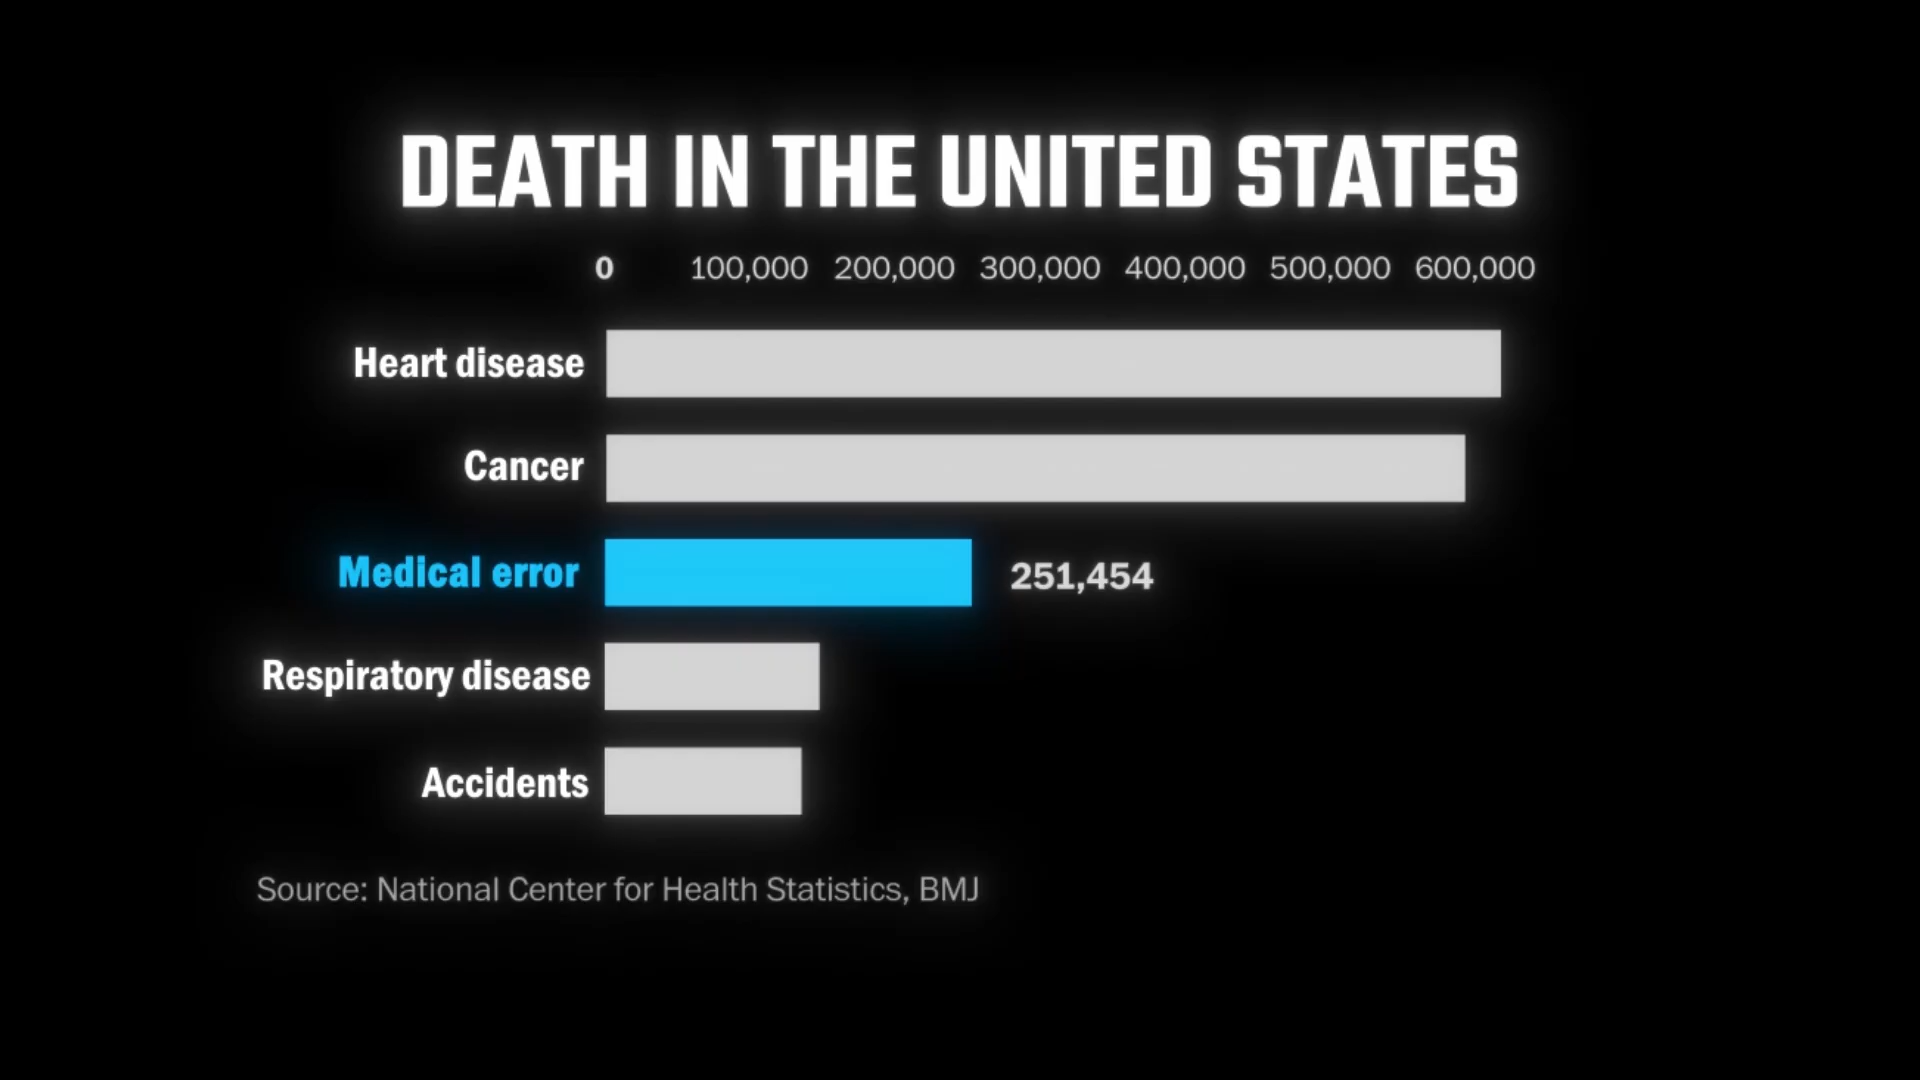 DEATH IN THE UNITED STATES
0 100,000 200,000 300,000 400,000 500,000 600,000
Heart disease
Cancer
Medical error 251,454
Respiratory disease
Accidents
Source: National Center for Health Statistics, BMJ